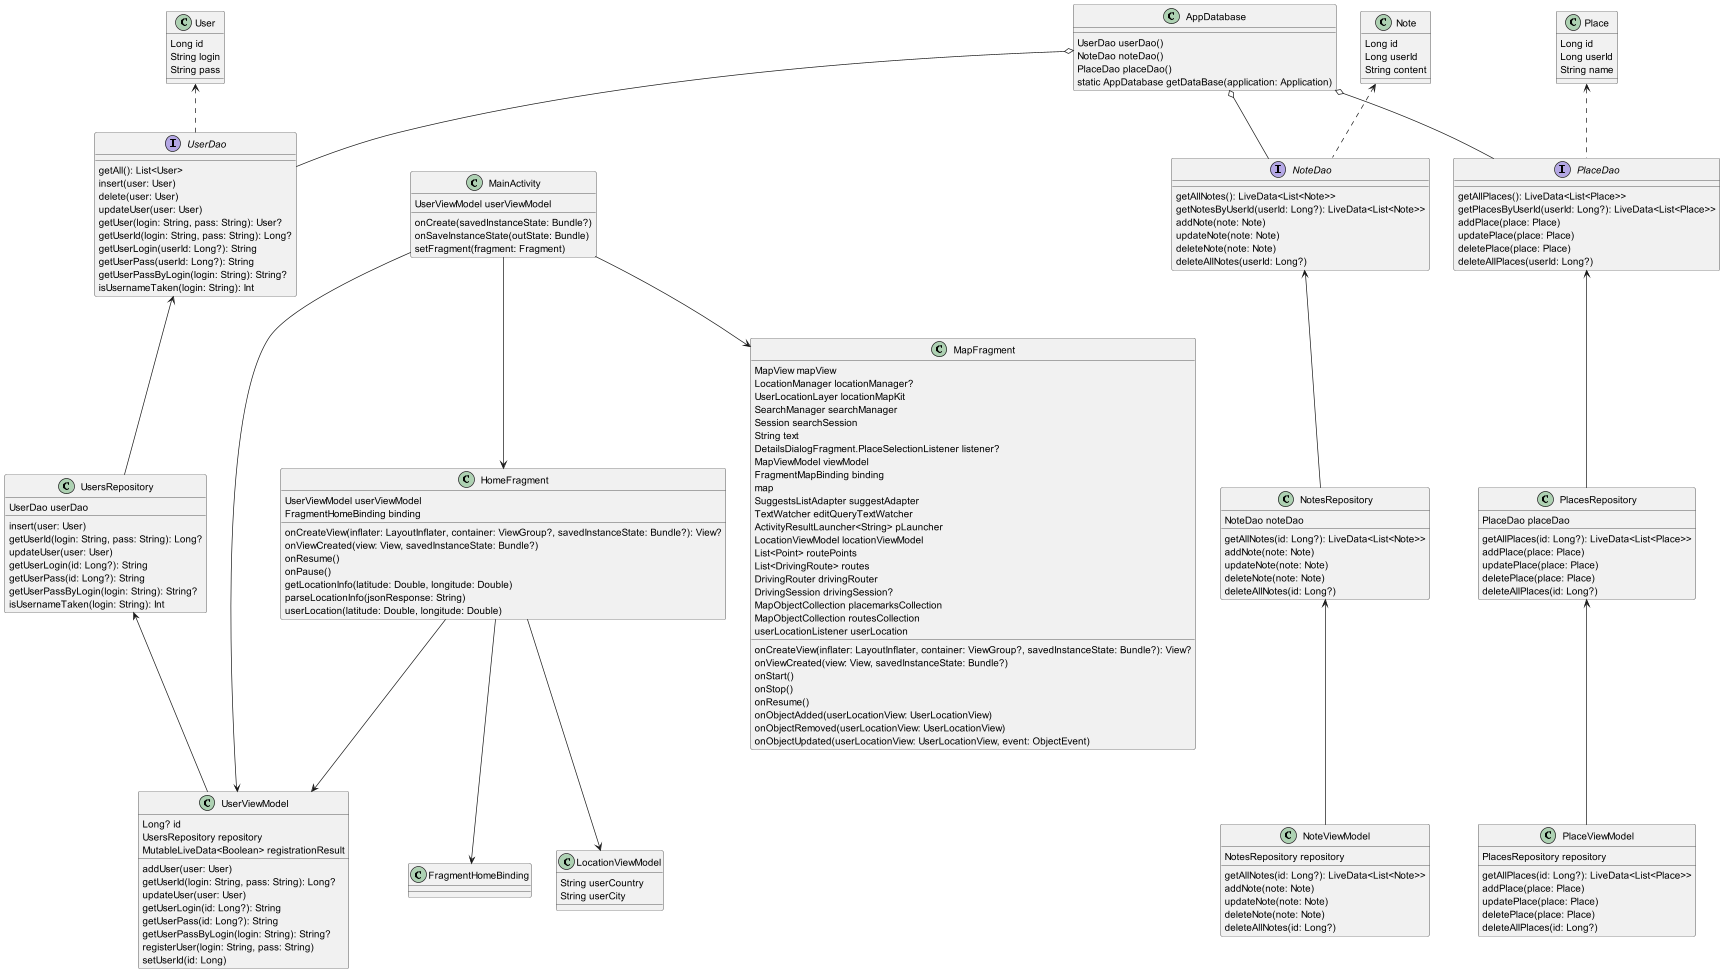 C User
Long id
String login
String pass
C AppDatabase
UserDao userDao()
NoteDao noteDao()
PlaceDao placeDao()
static AppDatabase getDataBase(application: Application)
C Note
Long id
Long userId
String content
C Place
Long id
Long userId
String name
I UserDao
getAll(): List<User>
insert(user: User)
delete(user: User)
updateUser(user: User)
getUser(login: String, pass: String): User?
getUserId(login: String, pass: String): Long?
getUserLogin(userId: Long?): String
getUserPass(userId: Long?): String
getUserPassByLogin(login: String): String?
isUsernameTaken(login: String): Int
C MainActivity
UserViewModel userViewModel
onCreate(savedInstanceState: Bundle?)
onSaveInstanceState(outState: Bundle)
setFragment(fragment: Fragment)
I NoteDao
getAllNotes(): LiveData<List<Note>>
getNotesByUserId(userId: Long?): LiveData<List<Note>>
addNote(note: Note)
updateNote(note: Note)
deleteNote(note: Note)
deleteAllNotes(userId: Long?)
I PlaceDao
getAllPlaces(): LiveData<List<Place>>
getPlacesByUserId(userId: Long?): LiveData<List<Place>>
addPlace(place: Place)
updatePlace(place: Place)
deletePlace(place: Place)
deleteAllPlaces(userId: Long?)
C MapFragment
MapView mapView
LocationManager locationManager?
UserLocationLayer locationMapKit
SearchManager searchManager
Session searchSession
String text
DetailsDialogFragment.PlaceSelectionListener listener?
MapViewModel viewModel
FragmentMapBinding binding
map
SuggestsListAdapter suggestAdapter
TextWatcher editQueryTextWatcher
ActivityResultLauncher<String> pLauncher
LocationViewModel locationViewModel
List<Point> routePoints
List<DrivingRoute> routes
DrivingRouter drivingRouter
DrivingSession drivingSession?
MapObjectCollection placemarksCollection
MapObjectCollection routesCollection
userLocationListener userLocation
onCreateView(inflater: LayoutInflater, container: ViewGroup?, savedInstanceState: Bundle?): View?
onViewCreated(view: View, savedInstanceState: Bundle?)
onStart()
onStop()
onResume()
onObjectAdded(userLocationView: UserLocationView)
onObjectRemoved(userLocationView: UserLocationView)
onObjectUpdated(userLocationView: UserLocationView, event: ObjectEvent)
C UsersRepository
UserDao userDao
insert(user: User)
getUserId(login: String, pass: String): Long?
updateUser(user: User)
getUserLogin(id: Long?): String
getUserPass(id: Long?): String
getUserPassByLogin(login: String): String?
isUsernameTaken(login: String): Int
C HomeFragment
UserViewModel userViewModel
FragmentHomeBinding binding
onCreateView(inflater: LayoutInflater, container: ViewGroup?, savedInstanceState: Bundle?): View?
onViewCreated(view: View, savedInstanceState: Bundle?)
onResume()
onPause()
getLocationInfo(latitude: Double, longitude: Double)
parseLocationInfo(jsonResponse: String)
userLocation(latitude: Double, longitude: Double)
C NotesRepository
NoteDao noteDao
getAllNotes(id: Long?): LiveData<List<Note>>
addNote(note: Note)
updateNote(note: Note)
deleteNote(note: Note)
deleteAllNotes(id: Long?)
C PlacesRepository
PlaceDao placeDao
getAllPlaces(id: Long?): LiveData<List<Place>>
addPlace(place: Place)
updatePlace(place: Place)
deletePlace(place: Place)
deleteAllPlaces(id: Long?)
C UserViewModel
Long? id
UsersRepository repository
MutableLiveData<Boolean> registrationResult
addUser(user: User)
getUserId(login: String, pass: String): Long?
updateUser(user: User)
getUserLogin(id: Long?): String
getUserPass(id: Long?): String
getUserPassByLogin(login: String): String?
registerUser(login: String, pass: String)
setUserId(id: Long)
C FragmentHomeBinding
C LocationViewModel
String userCountry
String userCity
C NoteViewModel
NotesRepository repository
getAllNotes(id: Long?): LiveData<List<Note>>
addNote(note: Note)
updateNote(note: Note)
deleteNote(note: Note)
deleteAllNotes(id: Long?)
C PlaceViewModel
PlacesRepository repository
getAllPlaces(id: Long?): LiveData<List<Place>>
addPlace(place: Place)
updatePlace(place: Place)
deletePlace(place: Place)
deleteAllPlaces(id: Long?)